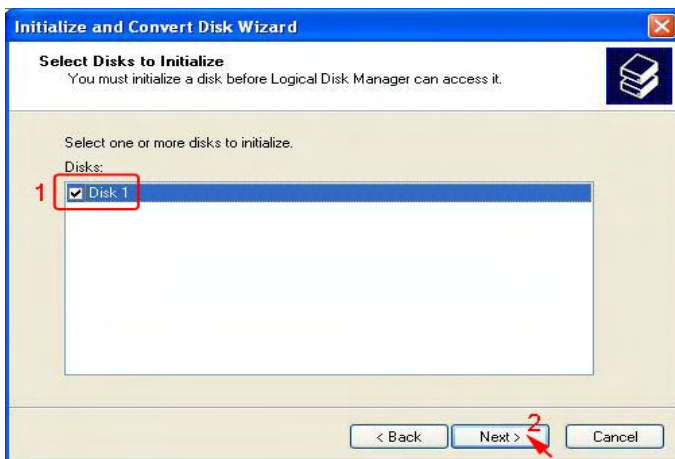 Initialize and Convert Disk Wizard
Select Disks to Initialize
You must initialize a disk before Logical Disk Manager can access it.
Select one or more disks to initialize.
Disks:
1 Disk 1
2
< Back Next > Cancel